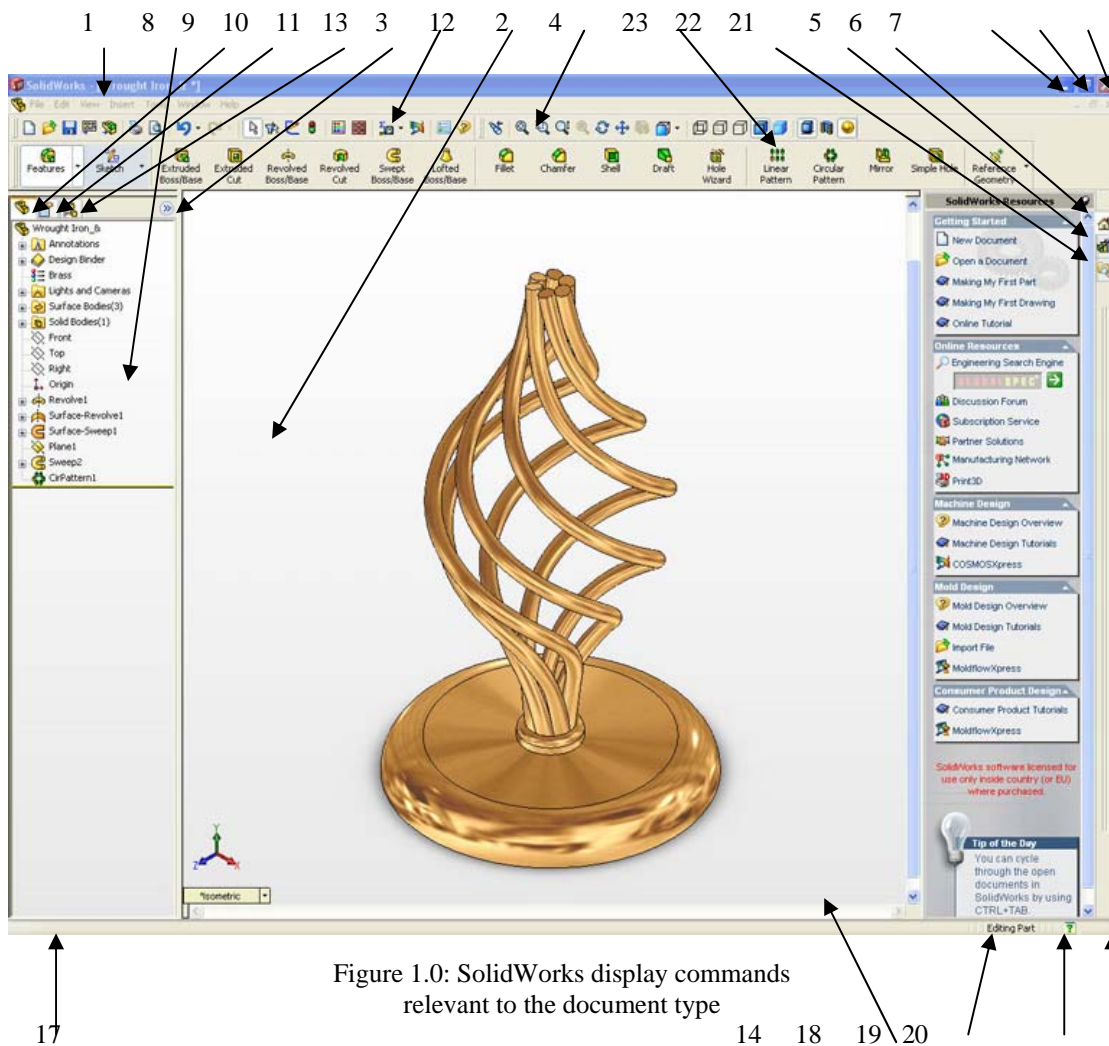 1 8 9 10 11 13 3 12 2 4 23 22 21 5 6 7
SolidWorks - [Wrought Iron_& *]
File Edit View Insert Tools Window Help
Features Sketch Extruded Boss/Base Extruded Cut Revolved Boss/Base Revolved Cut Swept Boss/Base Lofted Boss/Base Fillet Chamfer Shell Draft Hole Wizard Linear Pattern Circular Pattern Mirror Simple Hole Reference Geometry
Wrought Iron_&
Annotations
Design Binder
Brass
Lights and Cameras
Surface Bodies(3)
Solid Bodies(1)
Front
Top
Right
Origin
Revolve1
Surface-Revolve1
Surface-Sweep1
Plane1
Sweep2
CirPattern1
Y
Z X
*Isometric
SolidWorks Resources
Getting Started
New Document
Open a Document
Making My First Part
Making My First Drawing
Online Tutorial
Online Resources
Engineering Search Engine
GLOBALSPEC
Discussion Forum
Subscription Service
Partner Solutions
Manufacturing Network
Print3D
Machine Design
Machine Design Overview
Machine Design Tutorials
COSMOSXpress
Mold Design
Mold Design Overview
Mold Design Tutorials
Import File
MoldflowXpress
Consumer Product Design
Consumer Product Tutorials
MoldflowXpress
SolidWorks software licensed for
use only inside country (or EU)
where purchased.
Tip of the Day
You can cycle
through the open
documents in
SolidWorks by using
CTRL+TAB.
Editing Part
Figure 1.0: SolidWorks display commands
relevant to the document type
17 14 18 19 20